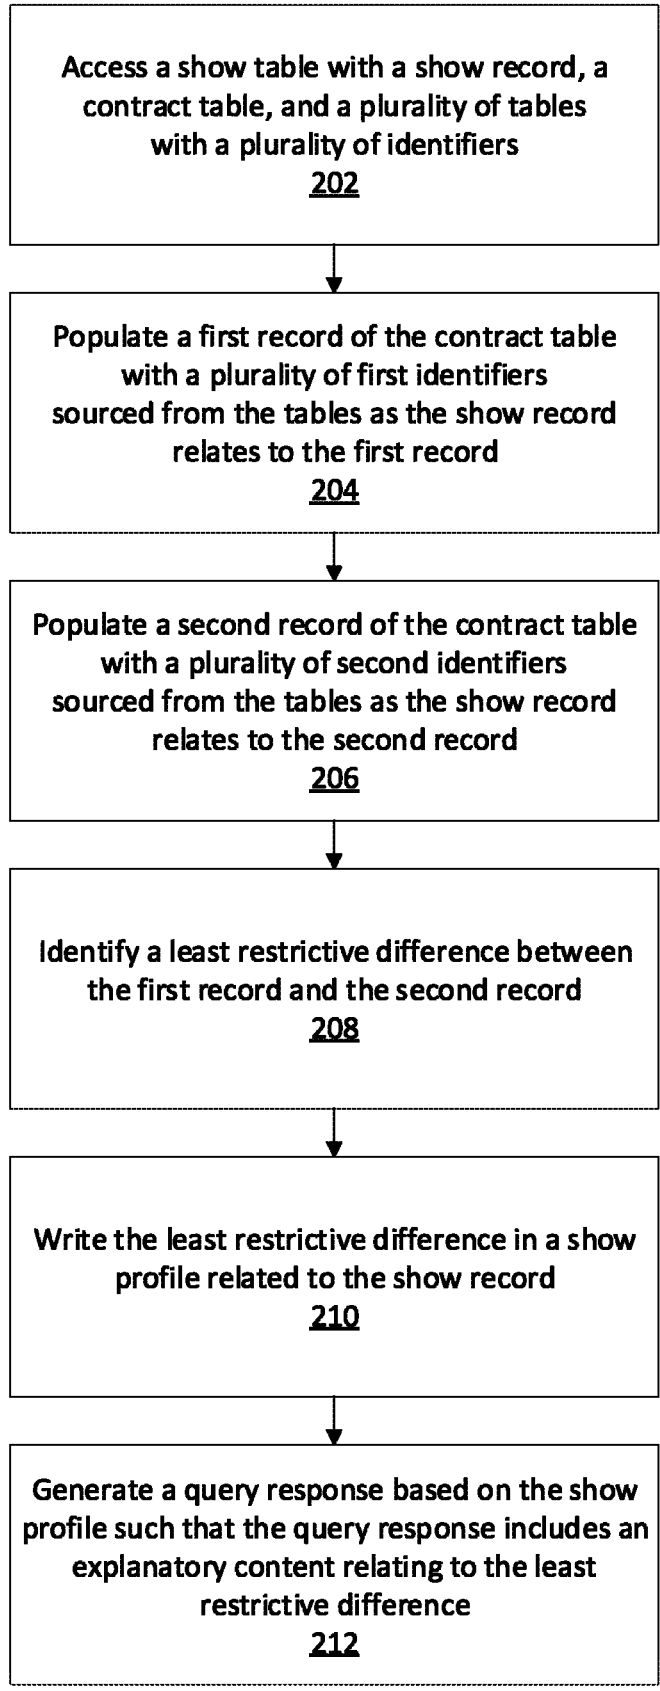 Access a show table with a show record, a
contract table, and a plurality of tables
with a plurality of identifiers
202
Populate a first record of the contract table
with a plurality of first identifiers
sourced from the tables as the show record
relates to the first record
204
Populate a second record of the contract table
with a plurality of second identifiers
sourced from the tables as the show record
relates to the second record
206
Identify a least restrictive difference between
the first record and the second record
208
Write the least restrictive difference in a show
profile related to the show record
210
Generate a query response based on the show
profile such that the query response includes an
explanatory content relating to the least
restrictive difference
212